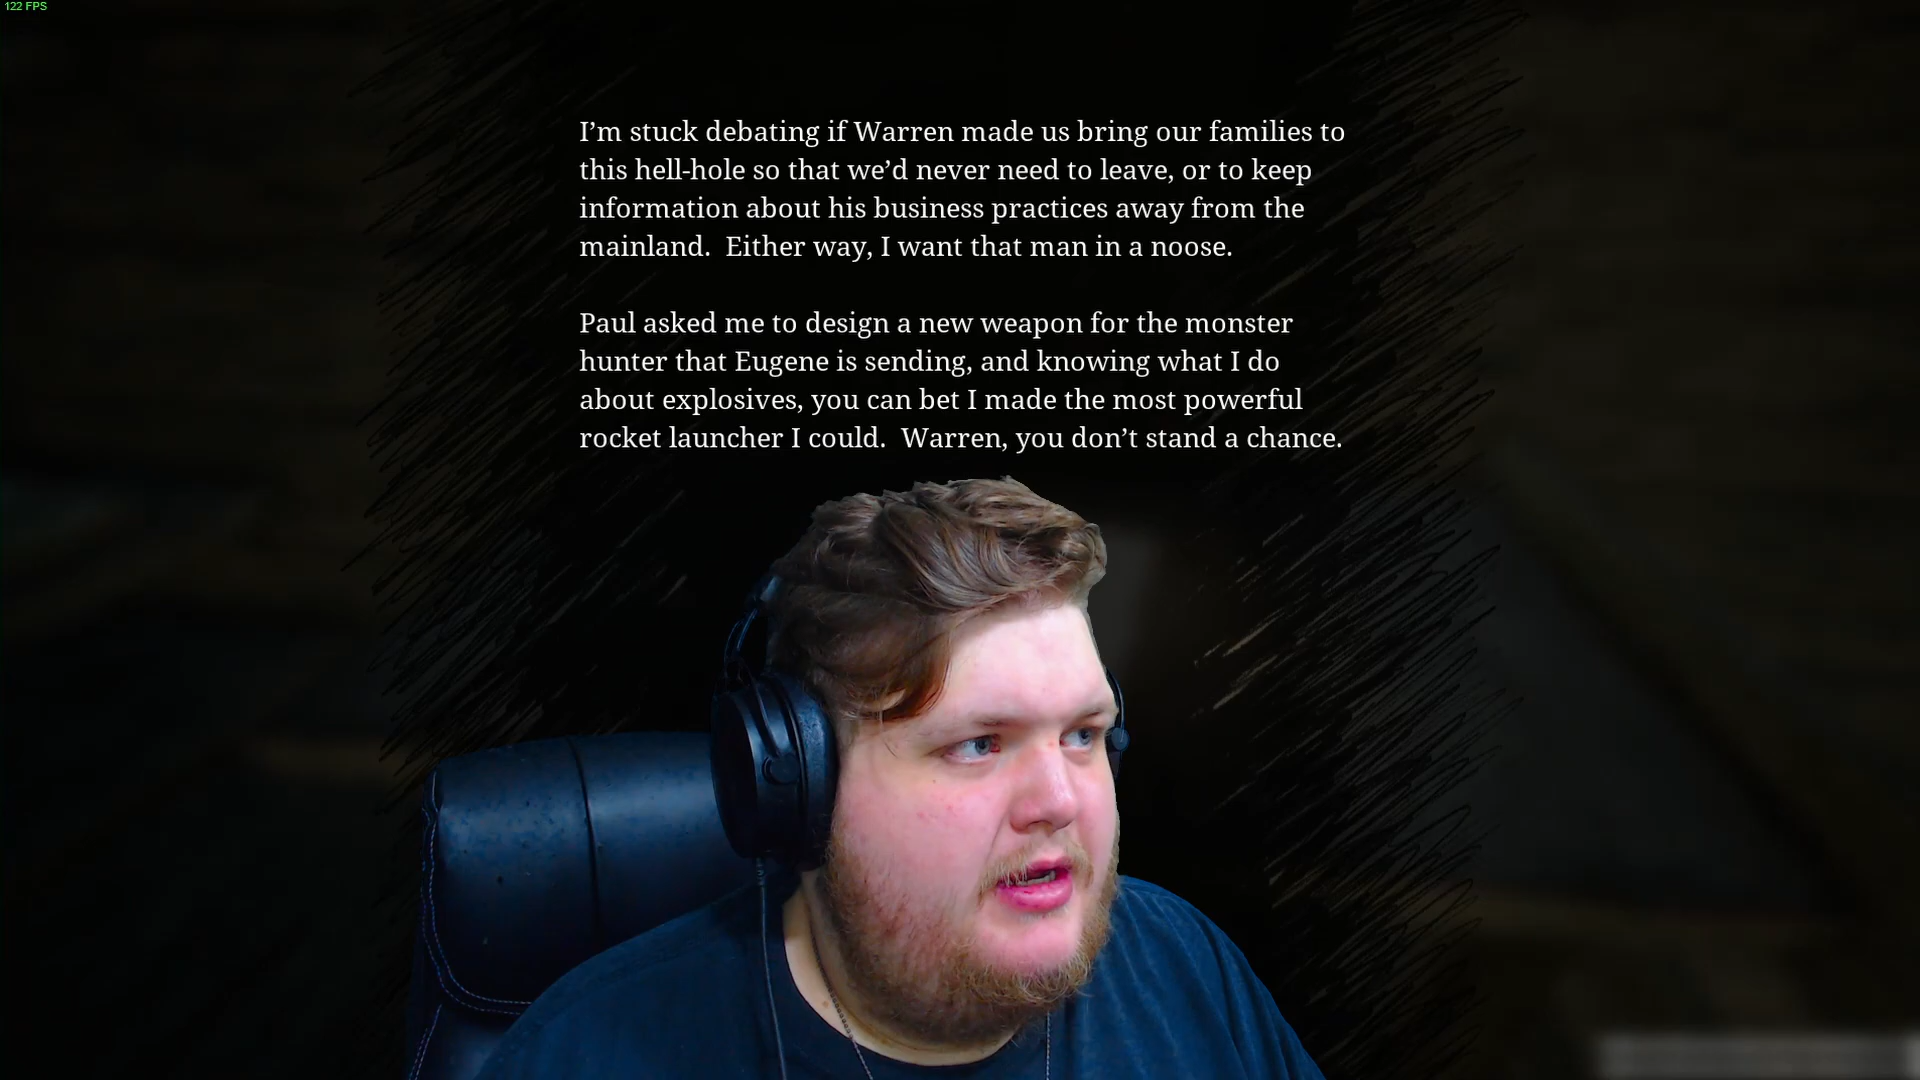 122 FPS
I’m stuck debating if Warren made us bring our families to
this hell-hole so that we’d never need to leave, or to keep
information about his business practices away from the
mainland.  Either way, I want that man in a noose.
Paul asked me to design a new weapon for the monster
hunter that Eugene is sending, and knowing what I do
about explosives, you can bet I made the most powerful
rocket launcher I could.  Warren, you don’t stand a chance.